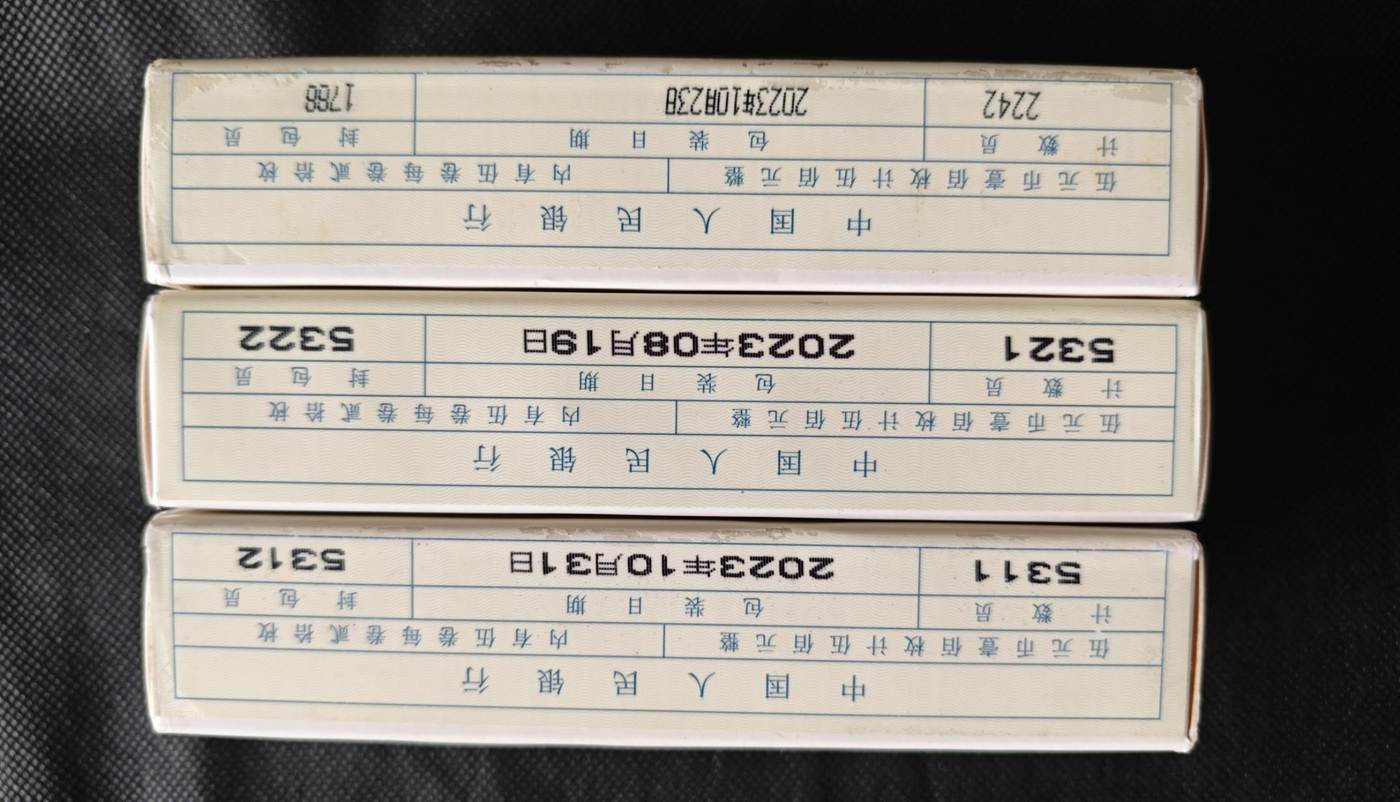 中国人民银行
伍元币壹佰枚计伍佰元整 内有伍卷每卷贰拾枚
计数员 包装日期 封包员
5311 2023年10月31日 5312
中国人民银行
伍元币壹佰枚计伍佰元整 内有伍卷每卷贰拾枚
计数员 包装日期 封包员
5321 2023年08月19日 5322
中国人民银行
伍元币壹佰枚计伍佰元整 内有伍卷每卷贰拾枚
计数员 包装日期 封包员
2242 2023年10月23日 1788